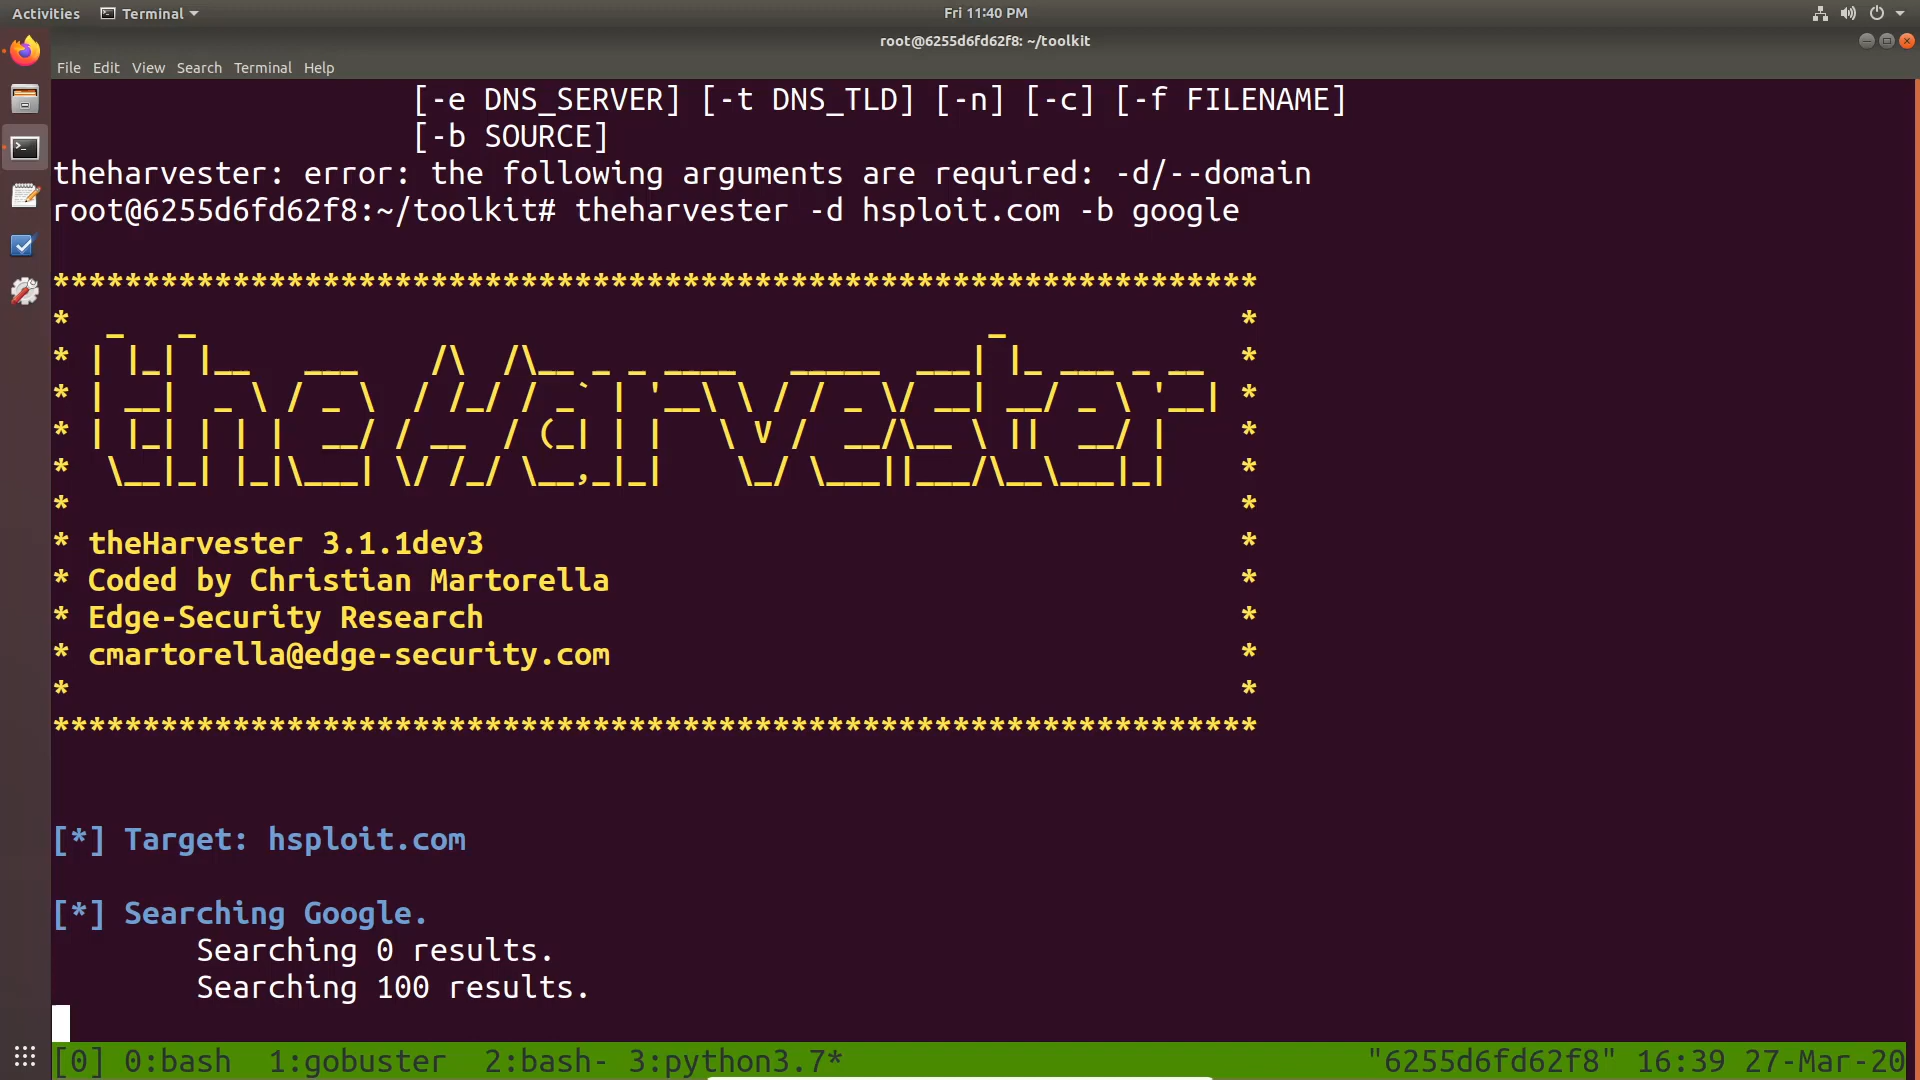 Activities Terminal Fri 11:40 PM
root@6255d6fd62f8: ~/toolkit
File Edit View Search Terminal Help
[-e DNS_SERVER] [-t DNS_TLD] [-n] [-c] [-f FILENAME]
[-b SOURCE]
theharvester: error: the following arguments are required: -d/--domain
root@6255d6fd62f8:~/toolkit# theharvester -d hsploit.com -b google
*******************************************************************
*                                                                 *
* theHarvester *
*                                                                 *
* theHarvester 3.1.1dev3 *
* Coded by Christian Martorella *
* Edge-Security Research *
* cmartorella@edge-security.com *
*                                                                 *
*******************************************************************
[*] Target: hsploit.com
[*] Searching Google.
Searching 0 results.
Searching 100 results.
[0] 0:bash 1:gobuster 2:bash- 3:python3.7* "6255d6fd62f8" 16:39 27-Mar-20